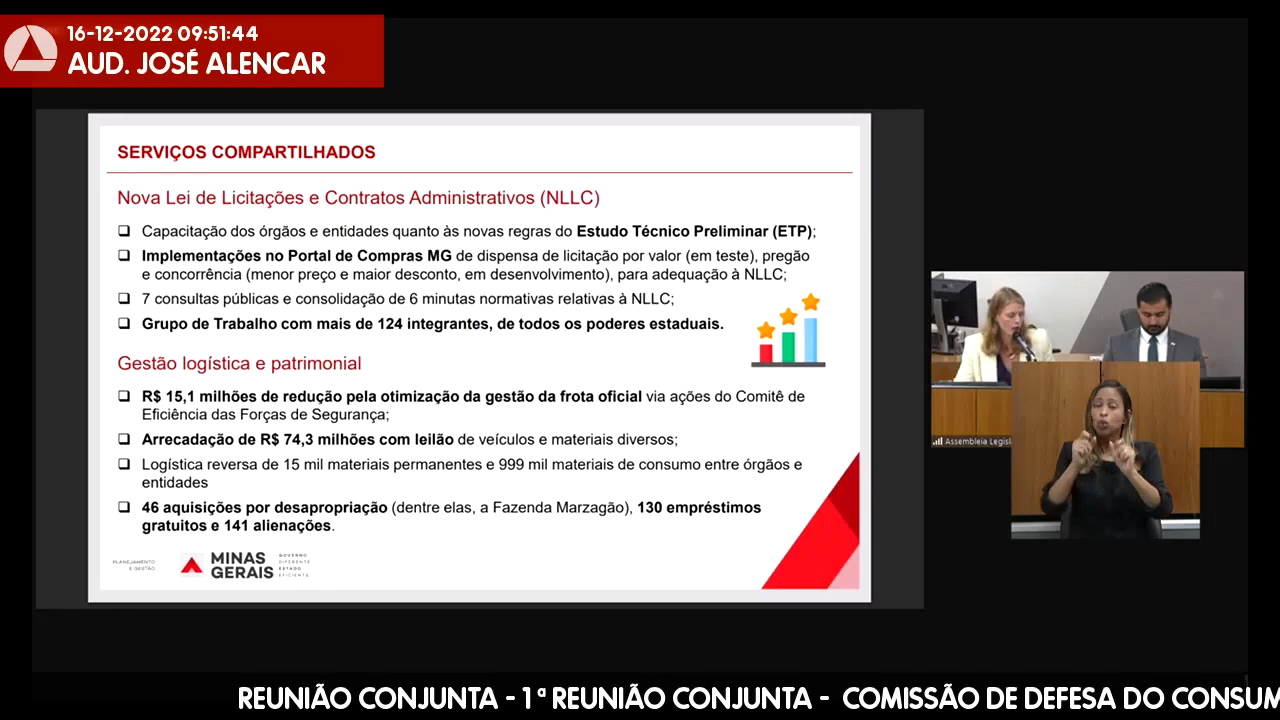 16-12-2022 09:51:44
AUD. JOSÉ ALENCAR
SERVIÇOS COMPARTILHADOS
Nova Lei de Licitações e Contratos Administrativos (NLLC)
Capacitação dos órgãos e entidades quanto às novas regras do Estudo Técnico Preliminar (ETP);
Implementações no Portal de Compras MG de dispensa de licitação por valor (em teste), pregão
e concorrência (menor preço e maior desconto, em desenvolvimento), para adequação à NLLC;
7 consultas públicas e consolidação de 6 minutas normativas relativas à NLLC;
Grupo de Trabalho com mais de 124 integrantes, de todos os poderes estaduais.
Gestão logística e patrimonial
R$ 15,1 milhões de redução pela otimização da gestão da frota oficial via ações do Comitê de
Eficiência das Forças de Segurança;
Arrecadação de R$ 74,3 milhões com leilão de veículos e materiais diversos;
Logística reversa de 15 mil materiais permanentes e 999 mil materiais de consumo entre órgãos e
entidades
46 aquisições por desapropriação (dentre elas, a Fazenda Marzagão), 130 empréstimos
gratuitos e 141 alienações.
PLANEJAMENTO
E GESTÃO
MINAS
GERAIS
GOVERNO
DIFERENTE
ESTADO
EFICIENTE
Assembleia Legisl
REUNIÃO CONJUNTA - 1ª REUNIÃO CONJUNTA - COMISSÃO DE DEFESA DO CONSUM